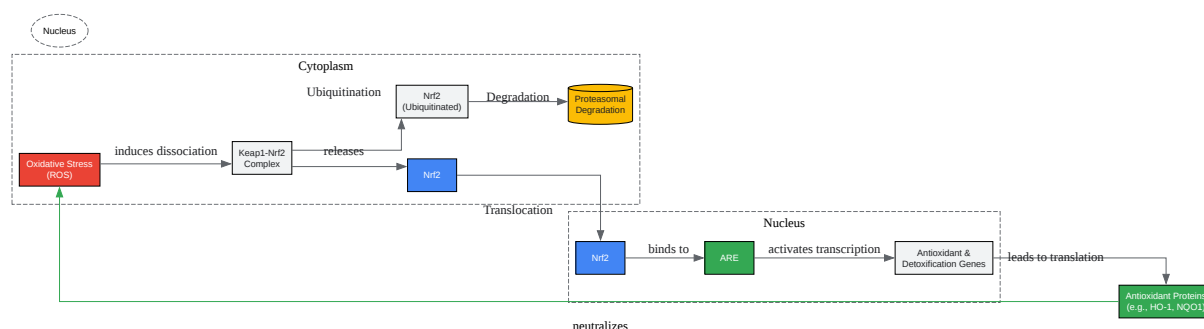 Nucleus
Cytoplasm
Ubiquitination
Nrf2
(Ubiquitinated)
Degradation
Proteasomal
Degradation
Oxidative Stress
(ROS)
induces dissociation
Keap1-Nrf2
Complex
releases
Nrf2
Translocation
Nucleus
Nrf2
binds to
ARE
activates transcription
Antioxidant &
Detoxification Genes
leads to translation
Antioxidant Proteins
(e.g., HO-1, NQO1)
neutralizes